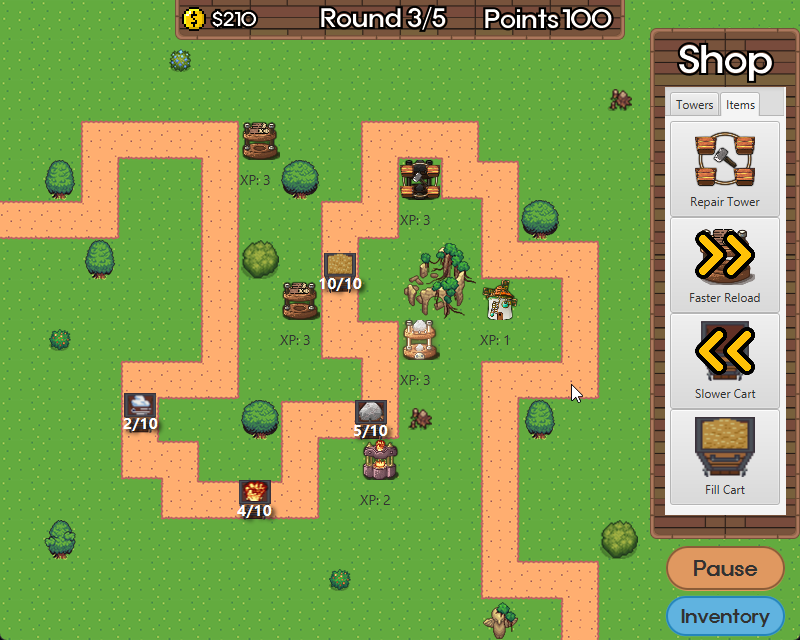 $210
Round 3/5
Points 100
Shop
Towers
Items
Repair Tower
Faster Reload
Slower Cart
Fill Cart
Pause
Inventory
XP: 3
XP: 3
10/10
XP: 3
XP: 1
XP: 3
2/10
5/10
4/10
XP: 2